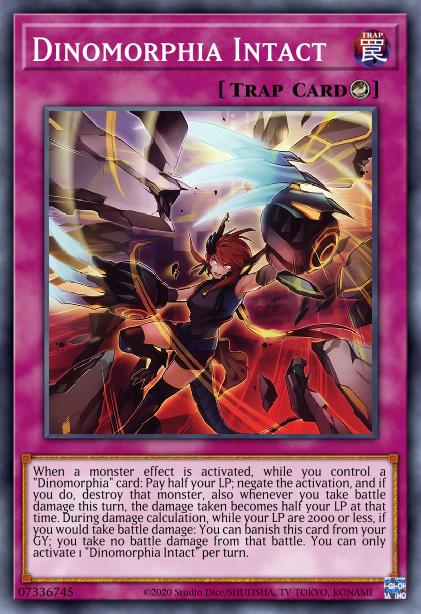 DINOMORPHIA INTACT
TRAP
罠
[TRAP CARD]
When a monster effect is activated, while you control a
"Dinomorphia" card: Pay half your LP; negate the activation, and if
you do, destroy that monster, also whenever you take battle
damage this turn, the damage taken becomes half your LP at that
time. During damage calculation, while your LP are 2000 or less, if
you would take battle damage: You can banish this card from your
GY; you take no battle damage from that battle. You can only
activate 1 "Dinomorphia Intact" per turn.
07336745
©2020 Studio Dice/SHUEISHA, TV TOKYO, KONAMI